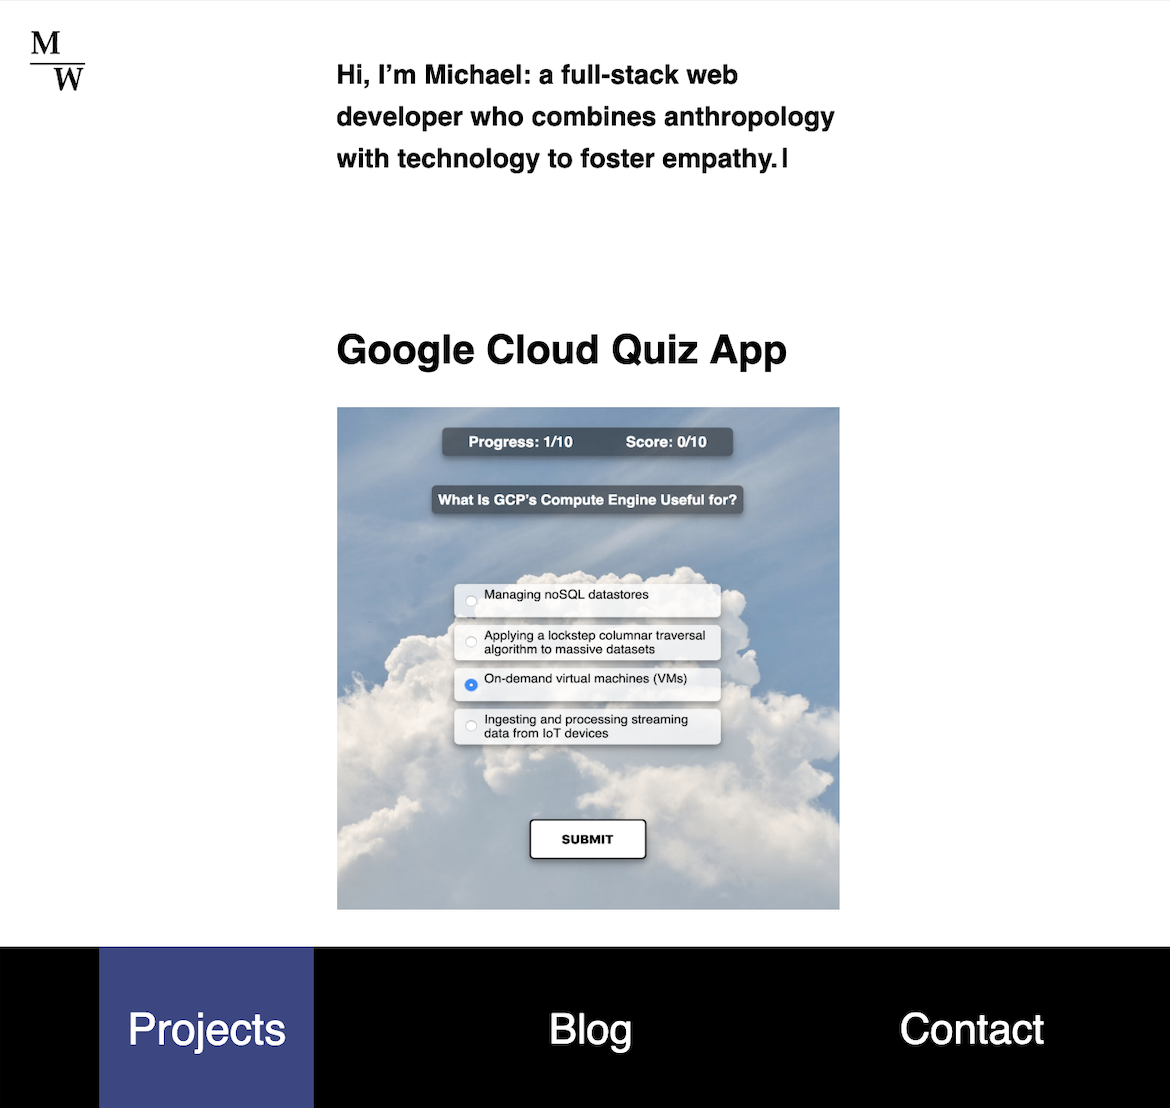 M
W
Hi, I’m Michael: a full-stack web
developer who combines anthropology
with technology to foster empathy.|
Google Cloud Quiz App
Progress: 1/10 Score: 0/10
What Is GCP's Compute Engine Useful for?
Managing noSQL datastores
Applying a lockstep columnar traversal
algorithm to massive datasets
On-demand virtual machines (VMs)
Ingesting and processing streaming
data from IoT devices
SUBMIT
Projects Blog Contact